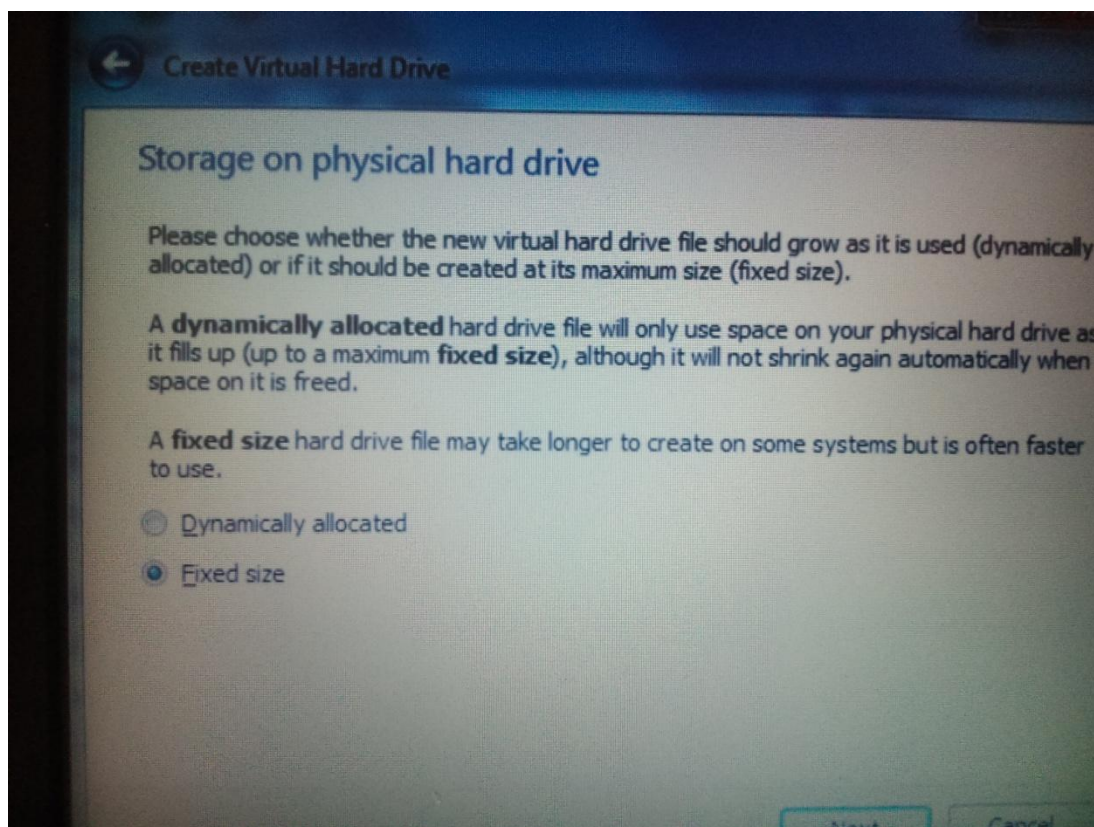 Create Virtual Hard Drive
Storage on physical hard drive
Please choose whether the new virtual hard drive file should grow as it is used (dynamically
allocated) or if it should be created at its maximum size (fixed size).
A dynamically allocated hard drive file will only use space on your physical hard drive as
it fills up (up to a maximum fixed size), although it will not shrink again automatically when
space on it is freed.
A fixed size hard drive file may take longer to create on some systems but is often faster
to use.
Dynamically allocated
Fixed size
Next
Cancel